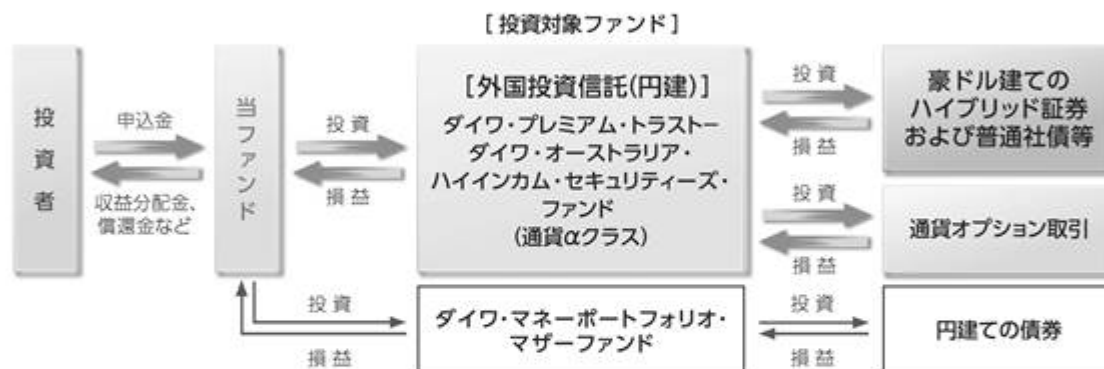 [ 投資対象ファンド ]
投資者
申込金
収益分配金、
償還金など
当ファンド
投資
損益
[外国投資信託(円建)]
ダイワ・プレミアム・トラスト－
ダイワ・オーストラリア・
ハイインカム・セキュリティーズ・
ファンド
(通貨αクラス)
投資
損益
豪ドル建ての
ハイブリッド証券
および普通社債等
投資
損益
通貨オプション取引
投資
損益
ダイワ・マネーポートフォリオ・
マザーファンド
投資
損益
円建ての債券